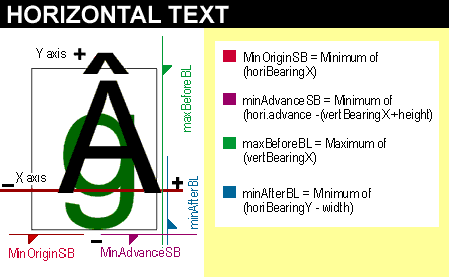 HORIZONTAL TEXT
Y axis +
Â
g
maxBeforeBL
X axis
– +
minAfterBL
–
MinOriginSB
MinAdvanceSB
MinOriginSB = Minimum of
(horiBearingX)
minAdvanceSB = Minimum of
(hori.advance -(vertBearingX+height)
maxBeforeBL = Maximum of
(vertBearingX)
minAfterBL = Mnimum of
(horiBearingY - width)